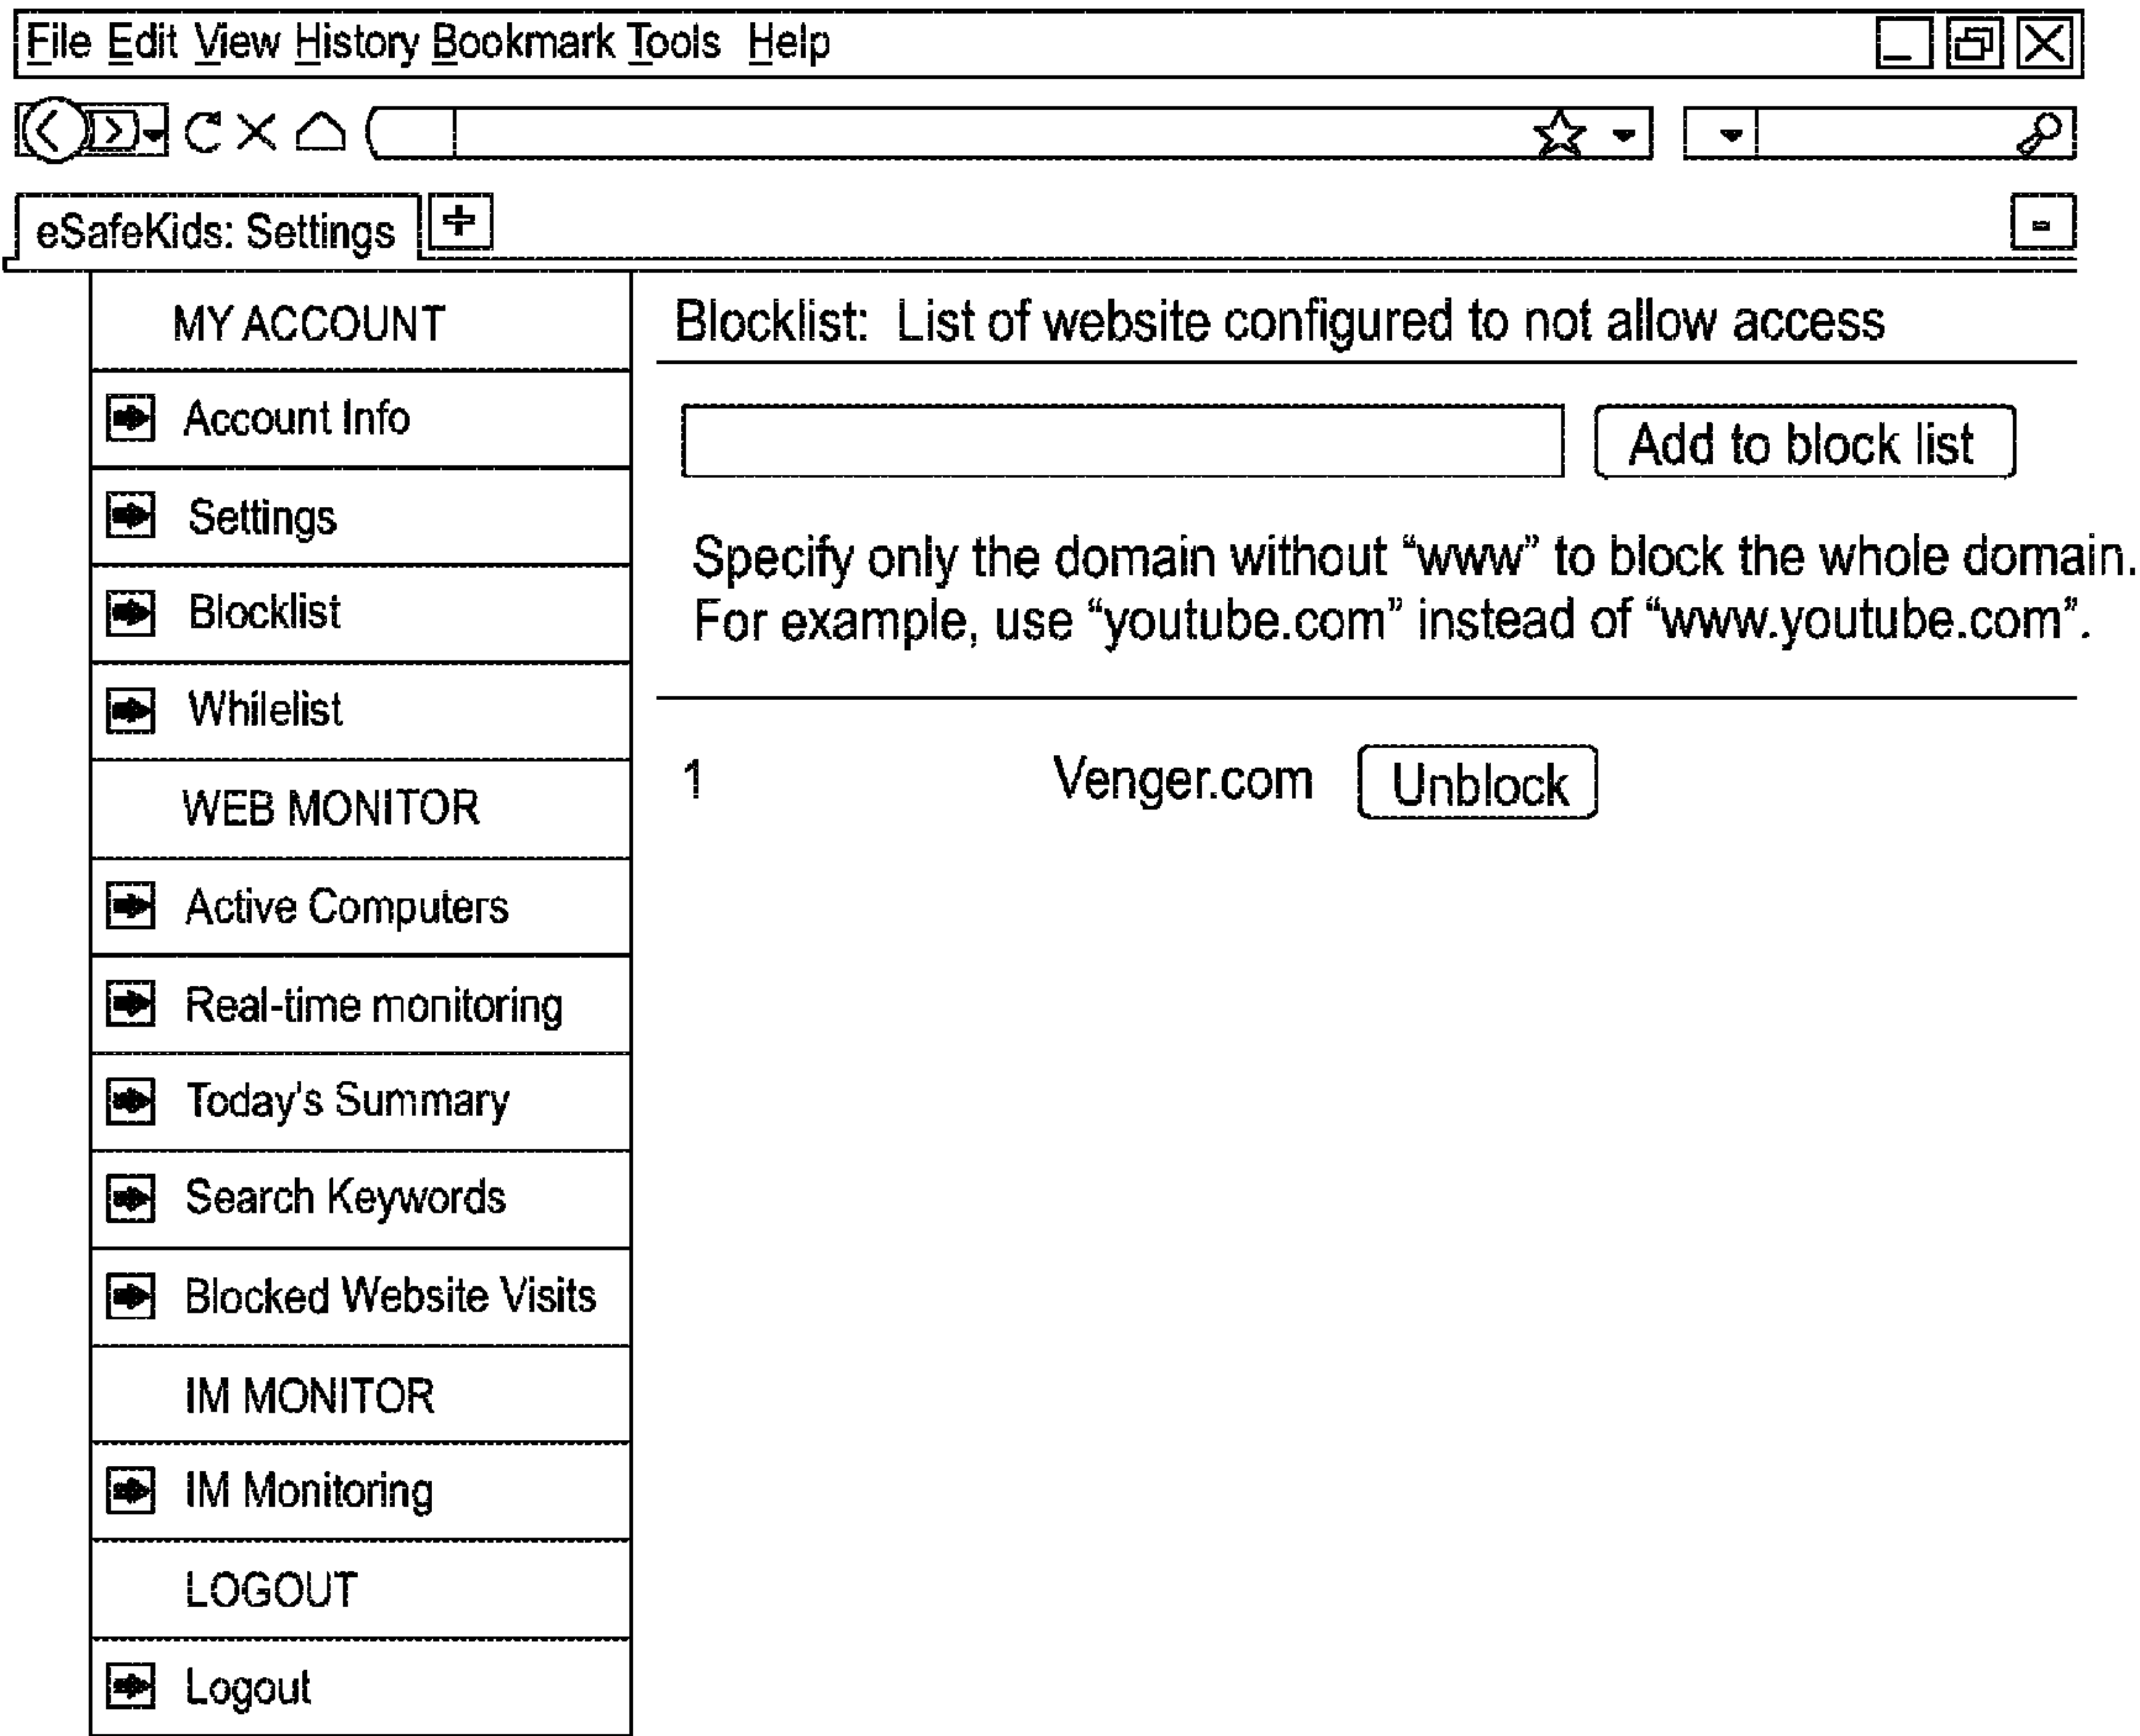 File Edit View History Bookmark Tools Help
eSafeKids: Settings
MY ACCOUNT
Account Info
Settings
Blocklist
Whilelist
WEB MONITOR
Active Computers
Real-time monitoring
Today's Summary
Search Keywords
Blocked Website Visits
IM MONITOR
IM Monitoring
LOGOUT
Logout
Blocklist: List of website configured to not allow access
Add to block list
Specify only the domain without “www” to block the whole domain.
For example, use “youtube.com” instead of “www.youtube.com”.
1 Venger.com Unblock